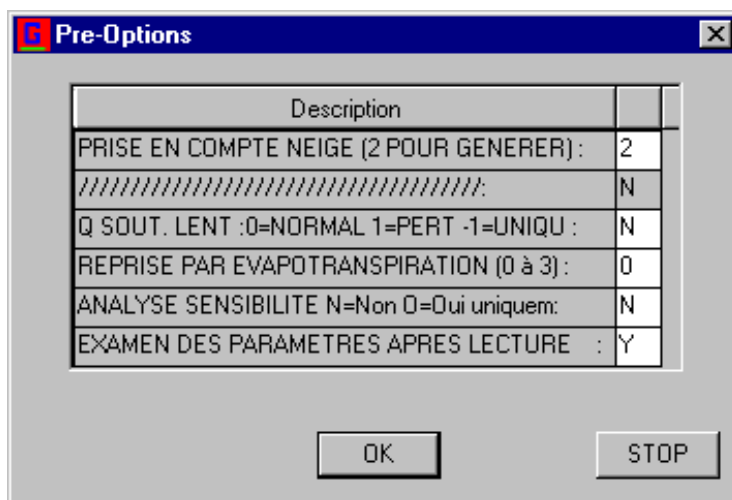 G Pre-Options
Description
PRISE EN COMPTE NEIGE (2 POUR GENERER) : 2
///////////////////////////////////////: N
Q SOUT. LENT :0=NORMAL 1=PERT -1=UNIQU : N
REPRISE PAR EVAPOTRANSPIRATION (0 à 3) : 0
ANALYSE SENSIBILITE N=Non O=Oui uniquem: N
EXAMEN DES PARAMETRES APRES LECTURE : Y
OK STOP